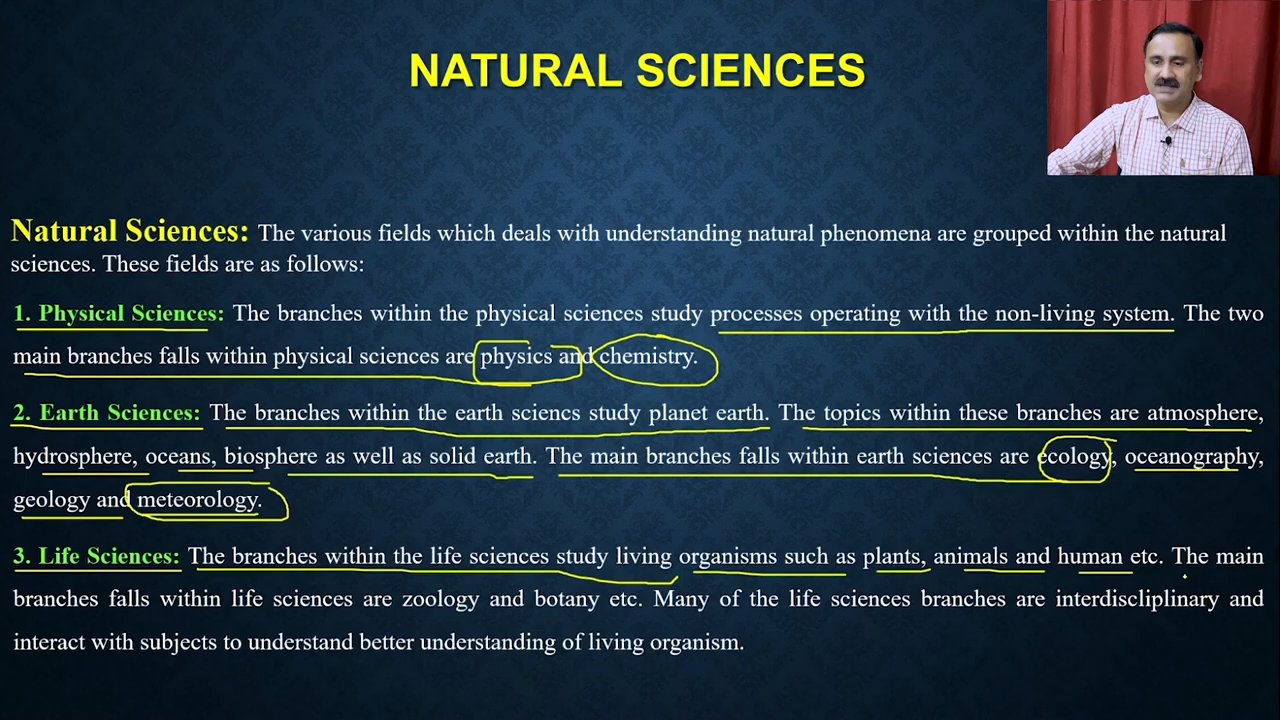 NATURAL SCIENCES
Natural Sciences: The various fields which deals with understanding natural phenomena are grouped within the natural
sciences. These fields are as follows:
1. Physical Sciences: The branches within the physical sciences study processes operating with the non-living system. The two
main branches falls within physical sciences are physics and chemistry.
2. Earth Sciences: The branches within the earth sciencs study planet earth. The topics within these branches are atmosphere,
hydrosphere, oceans, biosphere as well as solid earth. The main branches falls within earth sciences are ecology, oceanography,
geology and meteorology.
3. Life Sciences: The branches within the life sciences study living organisms such as plants, animals and human etc. The main
branches falls within life sciences are zoology and botany etc. Many of the life sciences branches are interdiscliplinary and
interact with subjects to understand better understanding of living organism.